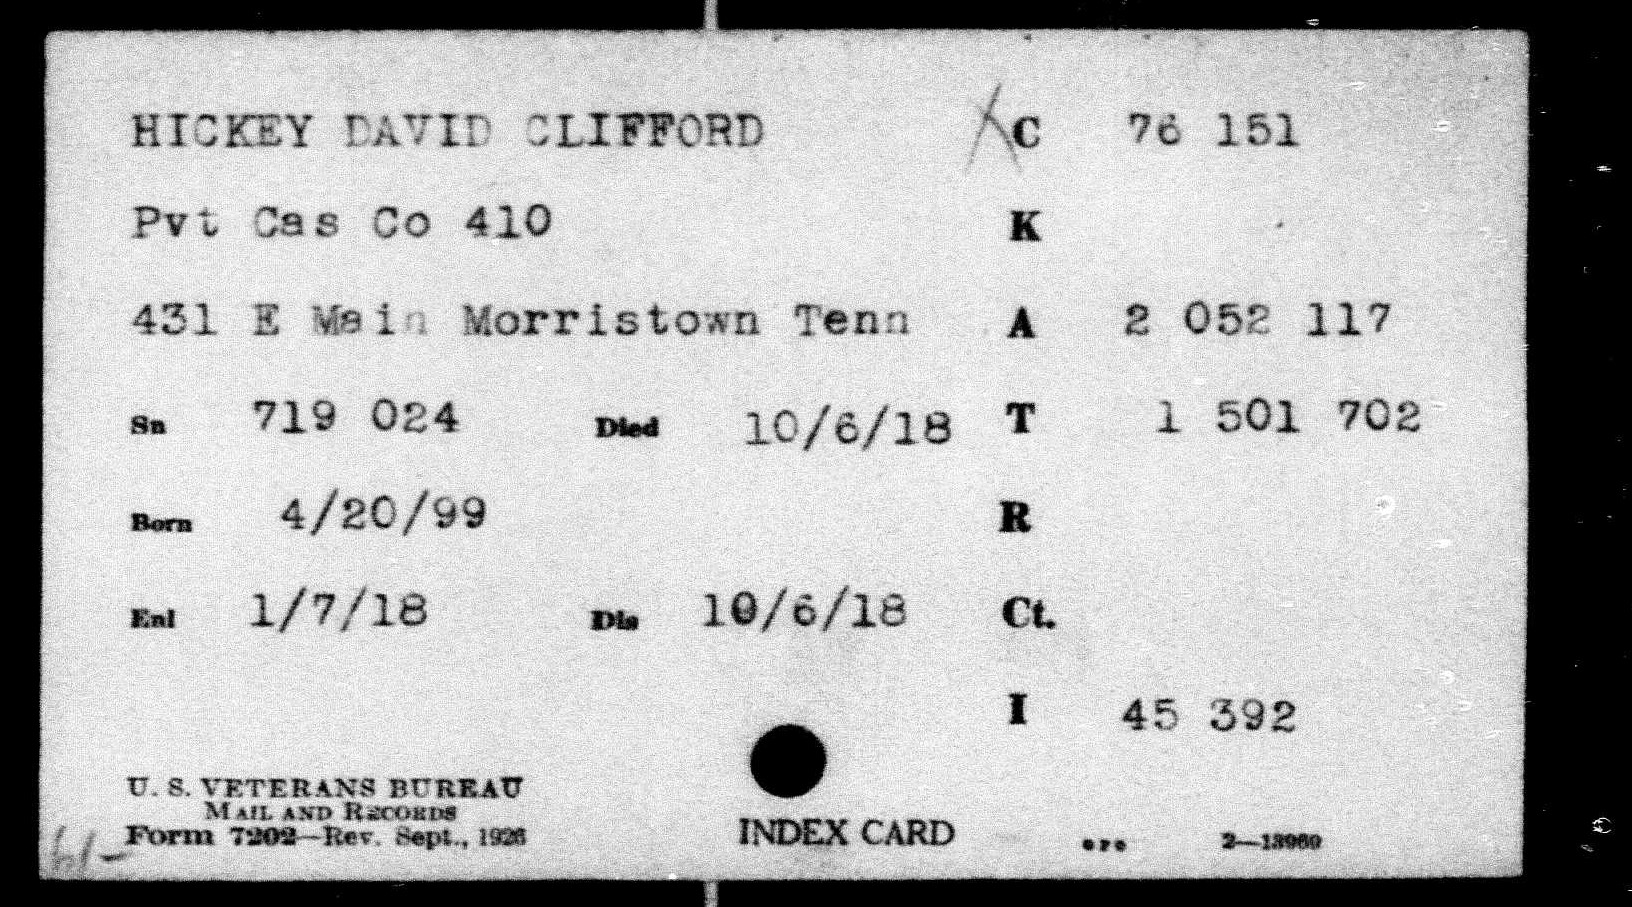 HICKEY DAVID CLIFFORD XC 76 151
Pvt Cas Co 410 K
431 E Main Morristown Tenn A 2 052 117
Sn 719 024 Died 10/6/18 T 1 501 702
Born 4/20/99 R
Enl 1/7/18 Dis 10/6/18 Ct.
I 45 392
U. S. VETERANS BUREAU
MAIL AND RECORDS
Form 7202—Rev. Sept., 1926 INDEX CARD GPO 2—13960